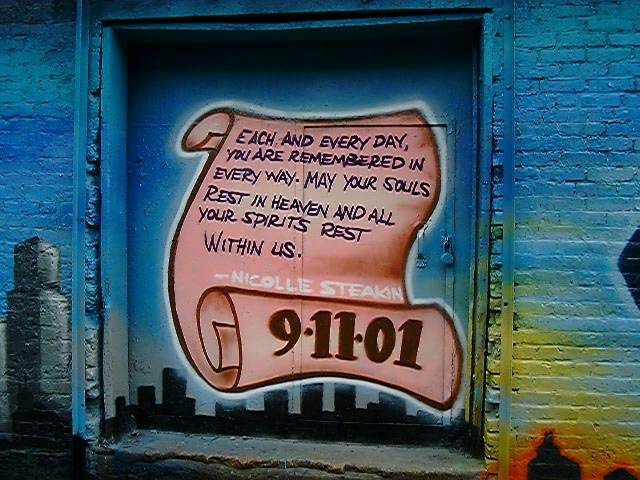 EACH AND EVERY DAY,
YOU ARE REMEMBERED IN
EVERY WAY. MAY YOUR SOULS
REST IN HEAVEN AND ALL
YOUR SPIRITS REST
WITHIN US.
-NICOLLE STEAKIN
9·11·01